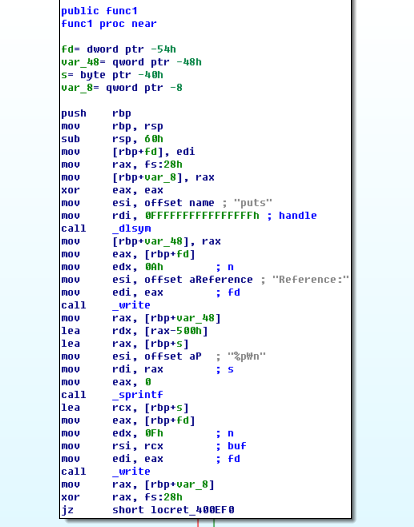 public func1
func1 proc near
fd= dword ptr -54h
var_48= qword ptr -48h
s= byte ptr -40h
var_8= qword ptr -8
push rbp
mov rbp, rsp
sub rsp, 60h
mov [rbp+fd], edi
mov rax, fs:28h
mov [rbp+var_8], rax
xor eax, eax
mov esi, offset name ; "puts"
mov rdi, 0FFFFFFFFFFFFFFFFh ; handle
call _dlsym
mov [rbp+var_48], rax
mov eax, [rbp+fd]
mov edx, 0Ah ; n
mov esi, offset aReference ; "Reference:"
mov edi, eax ; fd
call _write
mov rax, [rbp+var_48]
lea rdx, [rax-500h]
lea rax, [rbp+s]
mov esi, offset aP ; "%p₩n"
mov rdi, rax ; s
mov eax, 0
call _sprintf
lea rcx, [rbp+s]
mov eax, [rbp+fd]
mov edx, 0Fh ; n
mov rsi, rcx ; buf
mov edi, eax ; fd
call _write
mov rax, [rbp+var_8]
xor rax, fs:28h
jz short locret_400EF0